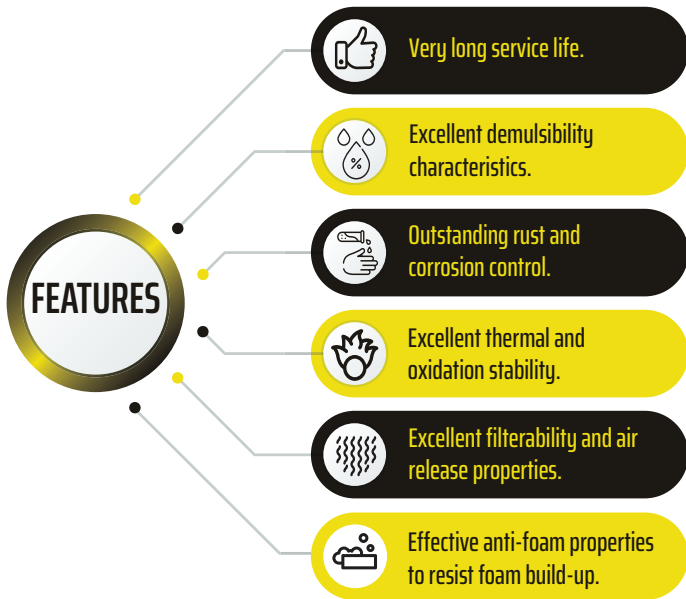 Very long service life.
Excellent demulsibility
characteristics.
%
Outstanding rust and
corrosion control.
FEATURES
Excellent thermal and
oxidation stability.
Excellent filterability and air
release properties.
Effective anti-foam properties
to resist foam build-up.